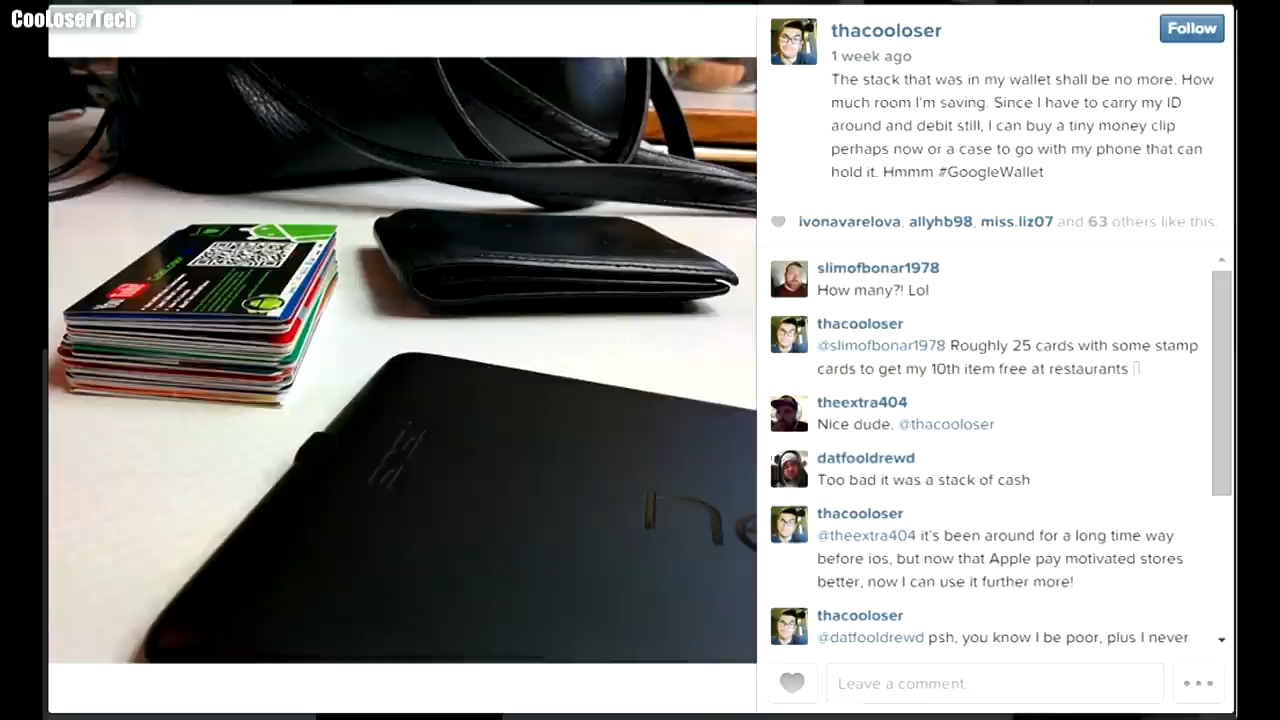 CooLoserTech
thacooloser
Follow
1 week ago
The stack that was in my wallet shall be no more. How
much room I'm saving. Since I have to carry my ID
around and debit still, I can buy a tiny money clip
perhaps now or a case to go with my phone that can
hold it. Hmmm #GoogleWallet
ivonavarelova, allyhb98, miss.liz07 and 63 others like this.
slimofbonar1978
How many?! Lol
thacooloser
@slimofbonar1978 Roughly 25 cards with some stamp
cards to get my 10th item free at restaurants
theextra404
Nice dude. @thacooloser
datfooldrewd
Too bad it was a stack of cash
thacooloser
@theextra404 it's been around for a long time way
before ios, but now that Apple pay motivated stores
better, now I can use it further more!
thacooloser
@datfooldrewd psh, you know I be poor, plus I never
Leave a comment